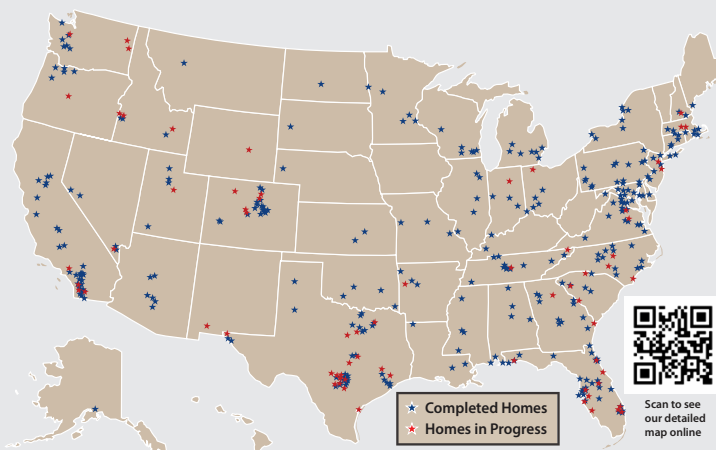 Completed Homes
Homes in Progress
Scan to see
our detailed
map online